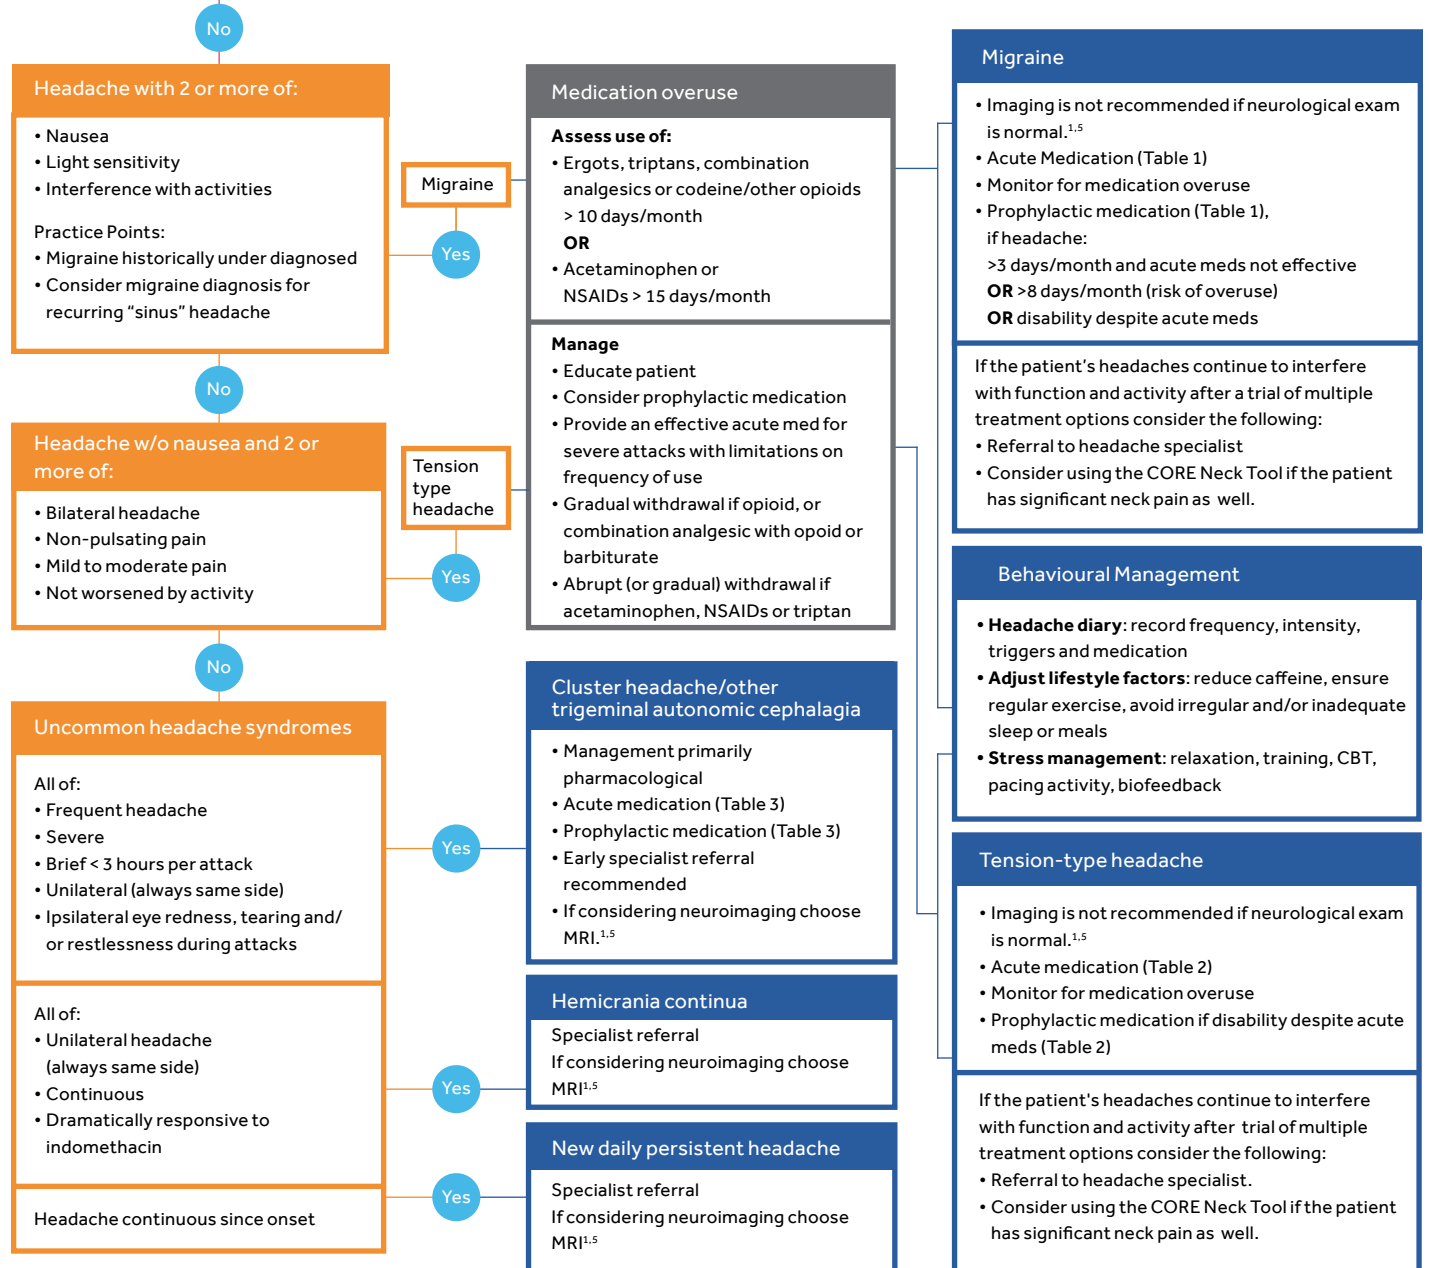 No
Headache with 2 or more of:
• Nausea
• Light sensitivity
• Interference with activities
Practice Points:
• Migraine historically under diagnosed
• Consider migraine diagnosis for
recurring “sinus” headache
Yes
Migraine
No
Headache w/o nausea and 2 or
more of:
• Bilateral headache
• Non-pulsating pain
• Mild to moderate pain
• Not worsened by activity
Yes
Tension
type
headache
No
Uncommon headache syndromes
All of:
• Frequent headache
• Severe
• Brief < 3 hours per attack
• Unilateral (always same side)
• Ipsilateral eye redness, tearing and/
or restlessness during attacks
Yes
All of:
• Unilateral headache
(always same side)
• Continuous
• Dramatically responsive to
indomethacin
Yes
Headache continuous since onset
Yes
Medication overuse
Assess use of:
• Ergots, triptans, combination
analgesics or codeine/other opioids
> 10 days/month
OR
• Acetaminophen or
NSAIDs > 15 days/month
Manage
• Educate patient
• Consider prophylactic medication
• Provide an effective acute med for
severe attacks with limitations on
frequency of use
• Gradual withdrawal if opioid, or
combination analgesic with opoid or
barbiturate
• Abrupt (or gradual) withdrawal if
acetaminophen, NSAIDs or triptan
Cluster headache/other
trigeminal autonomic cephalagia
• Management primarily
pharmacological
• Acute medication (Table 3)
• Prophylactic medication (Table 3)
• Early specialist referral
recommended
• If considering neuroimaging choose
MRI.1,5
Hemicrania continua
Specialist referral
If considering neuroimaging choose
MRI1,5
New daily persistent headache
Specialist referral
If considering neuroimaging choose
MRI1,5
Migraine
• Imaging is not recommended if neurological exam
is normal.1,5
• Acute Medication (Table 1)
• Monitor for medication overuse
• Prophylactic medication (Table 1),
if headache:
>3 days/month and acute meds not effective
OR >8 days/month (risk of overuse)
OR disability despite acute meds
If the patient’s headaches continue to interfere
with function and activity after a trial of multiple
treatment options consider the following:
• Referral to headache specialist
• Consider using the CORE Neck Tool if the patient
has significant neck pain as well.
Behavioural Management
• Headache diary: record frequency, intensity,
triggers and medication
• Adjust lifestyle factors: reduce caffeine, ensure
regular exercise, avoid irregular and/or inadequate
sleep or meals
• Stress management: relaxation, training, CBT,
pacing activity, biofeedback
Tension-type headache
• Imaging is not recommended if neurological exam
is normal.1,5
• Acute medication (Table 2)
• Monitor for medication overuse
• Prophylactic medication if disability despite acute
meds (Table 2)
If the patient's headaches continue to interfere
with function and activity after trial of multiple
treatment options consider the following:
• Referral to headache specialist.
• Consider using the CORE Neck Tool if the patient
has significant neck pain as well.